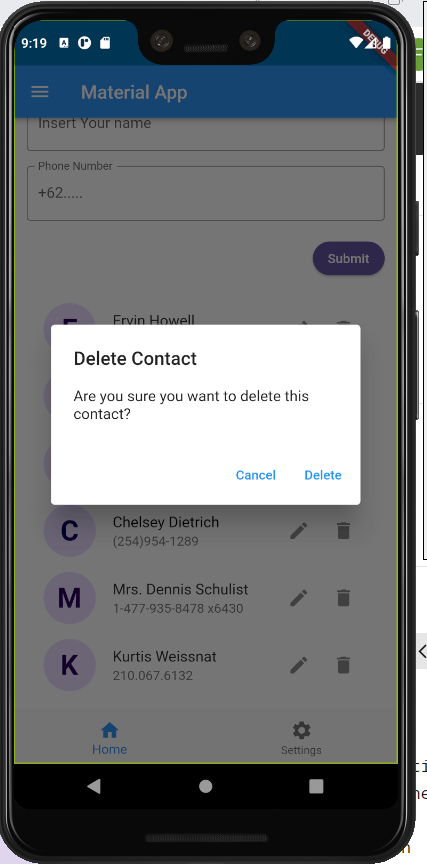 9:19
DEBUG
Material App
Insert Your name
Phone Number
+62.....
Submit
Ervin Howell
Delete Contact
Are you sure you want to delete this
contact?
Cancel
Delete
C
Chelsey Dietrich
(254)954-1289
M
Mrs. Dennis Schulist
1-477-935-8478 x6430
K
Kurtis Weissnat
210.067.6132
Home
Settings